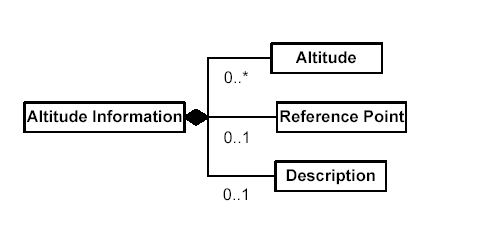 Altitude
0..*
Altitude Information
Reference Point
0..1
Description
0..1